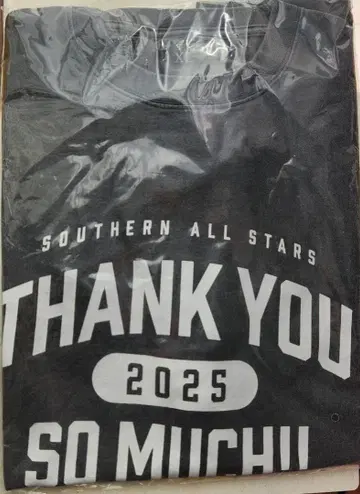 SOUTHERN ALL STARS
THANK YOU
2025
SO MUCH!!